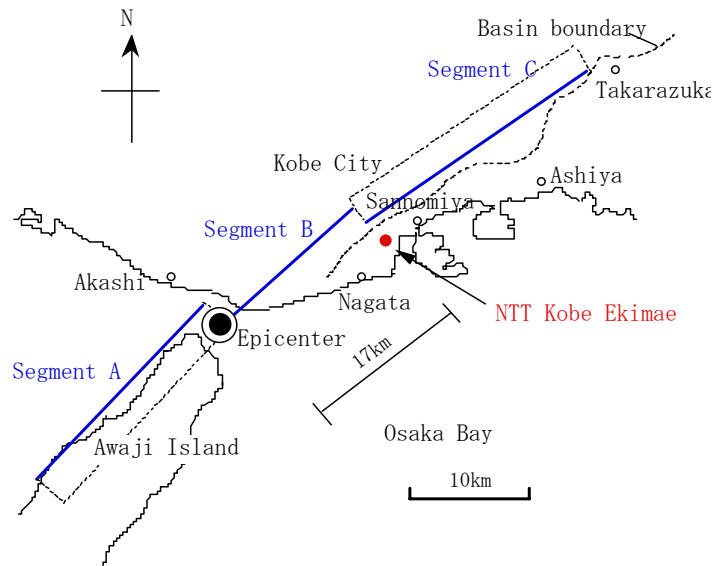 N
Basin boundary
Segment C
Takarazuka
Kobe City
Ashiya
Sannomiya
Segment B
Akashi
Nagata
NTT Kobe Ekimae
Epicenter
17km
Segment A
Osaka Bay
Awaji Island
10km